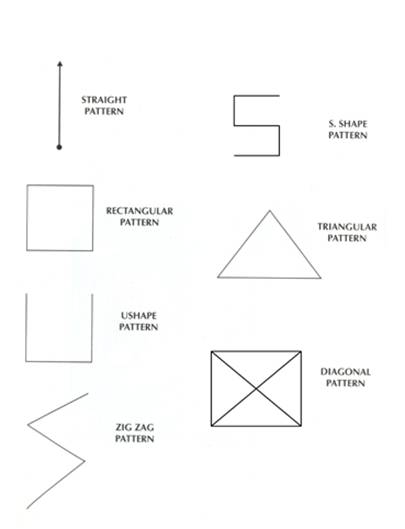 STRAIGHT
PATTERN
S. SHAPE
PATTERN
RECTANGULAR
PATTERN
TRIANGULAR
PATTERN
USHAPE
PATTERN
DIAGONAL
PATTERN
ZIG ZAG
PATTERN